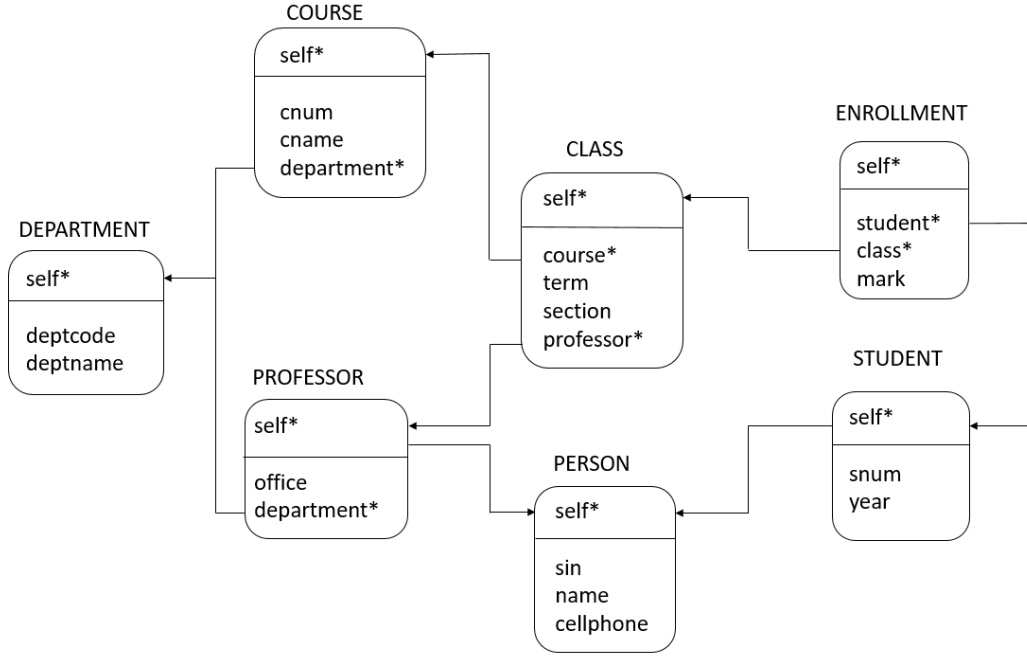 COURSE
self*
cnum
cname
department*
DEPARTMENT
self*
deptcode
deptname
PROFESSOR
self*
office
department*
CLASS
self*
course*
term
section
professor*
PERSON
self*
sin
name
cellphone
ENROLLMENT
self*
student*
class*
mark
STUDENT
self*
snum
year